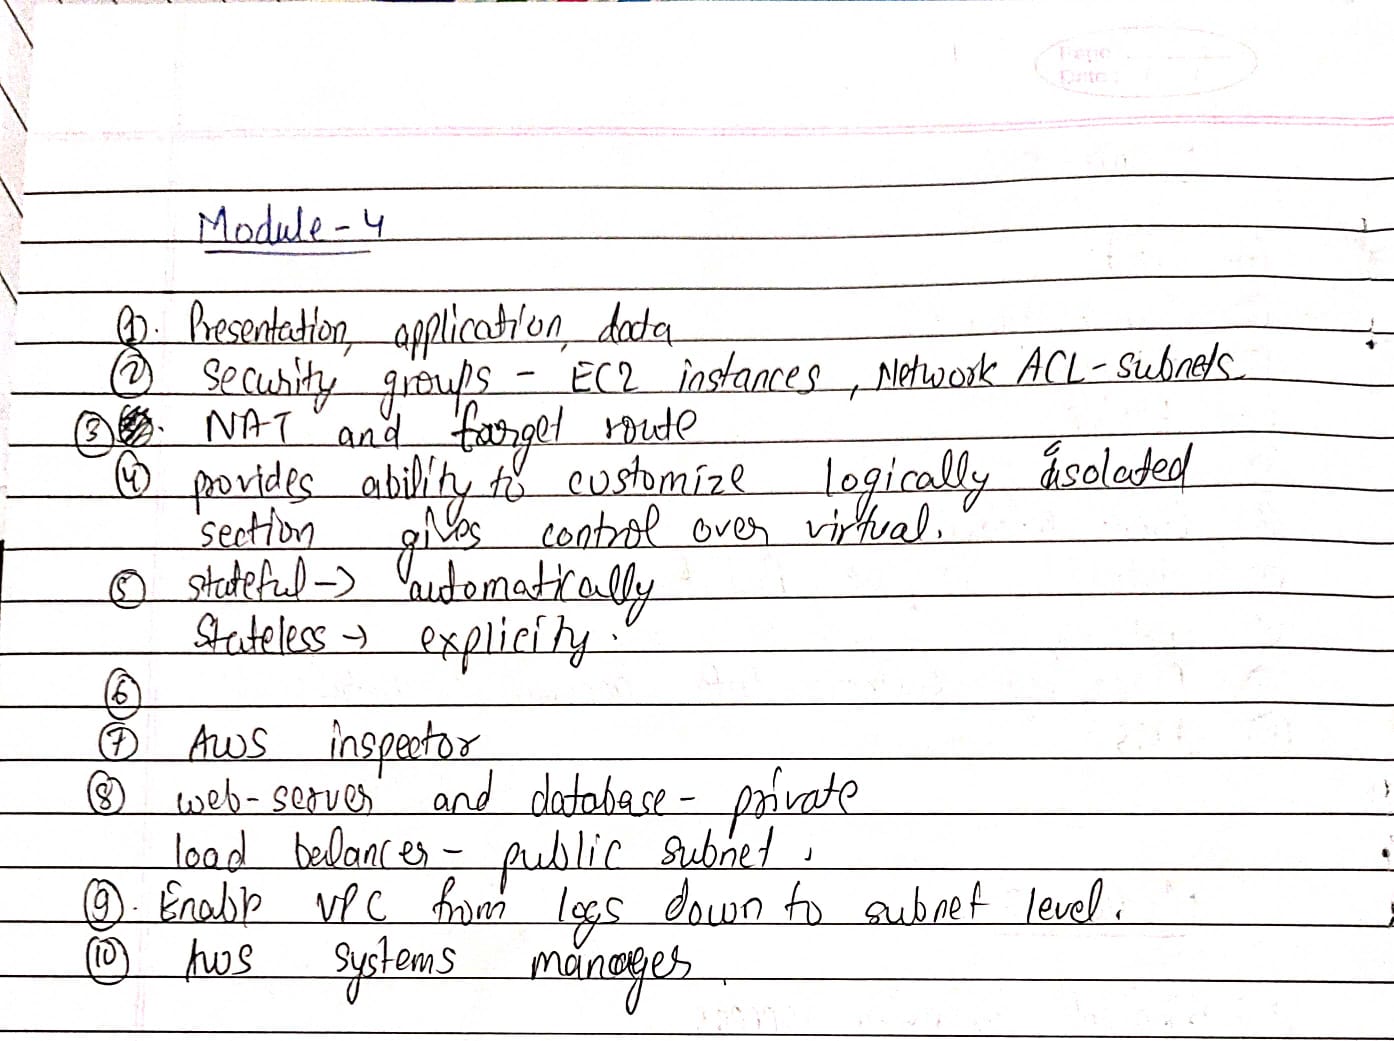 Page
Date:
Module-4
①. Presentation, application, data
② Security groups - EC2 instances, Network ACL-subnets
③ . NAT and target route
④ provides ability to customize logically isolated
section gives control over virtual.
⑤ stateful -> automatically
Stateless -> explicity.
⑥
⑦ AWS inspector
⑧ web-server and database - private
load balancer - public subnet.
⑨. Enable VPC from logs down to subnet level.
⑩ AWS systems manager